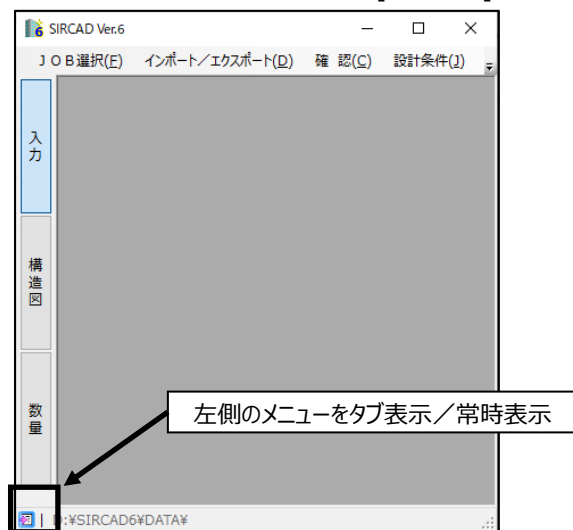 SIRCAD Ver.6
ＪＯＢ選択(F) インポート／エクスポート(D) 確 認(C) 設計条件(J)
入力
構造図
数量
左側のメニューをタブ表示／常時表示
D:¥SIRCAD6¥DATA¥